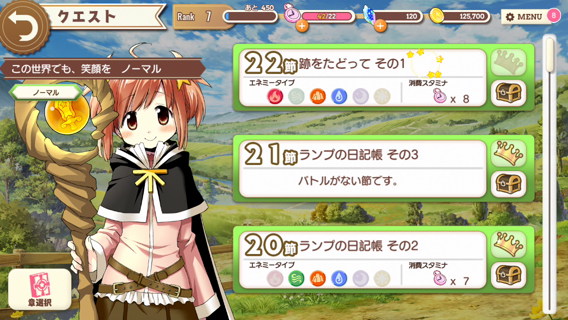 クエスト
Rank 7
あと 450
42/22
120
125,700
MENU
8
この世界でも、笑顔を ノーマル
ノーマル
22節 跡をたどって その1
エネミータイプ
消費スタミナ
x 8
21節 ランプの日記帳 その3
バトルがない節です。
20節 ランプの日記帳 その2
エネミータイプ
消費スタミナ
x 7
章選択